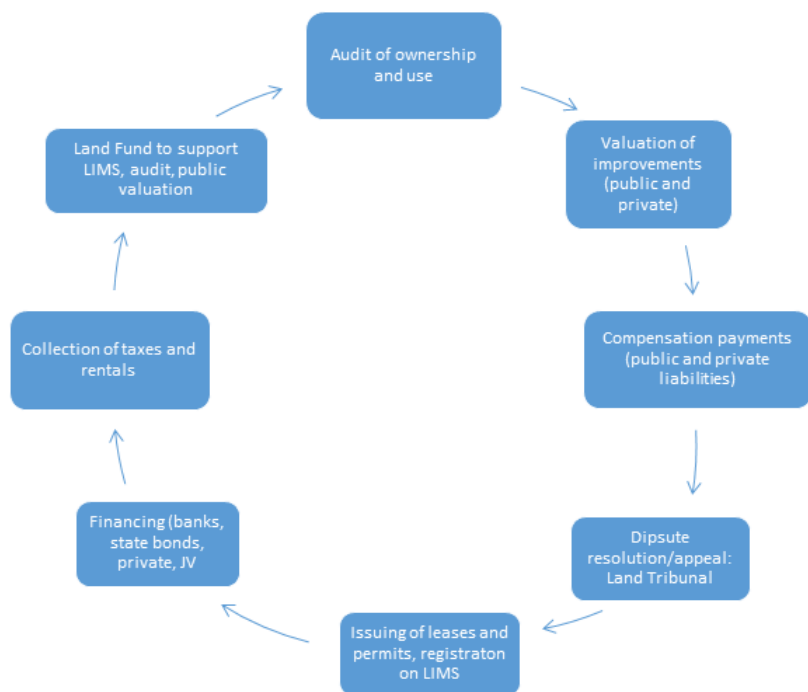 Audit of ownership
and use
Valuation of
improvements
(public and
private)
Compensation payments
(public and private
liabilities)
Dipsute
resolution/appeal:
Land Tribunal
Issuing of leases and
permits, registraton
on LIMS
Financing (banks,
state bonds,
private, JV
Collection of taxes and
rentals
Land Fund to support
LIMS, audit, public
valuation